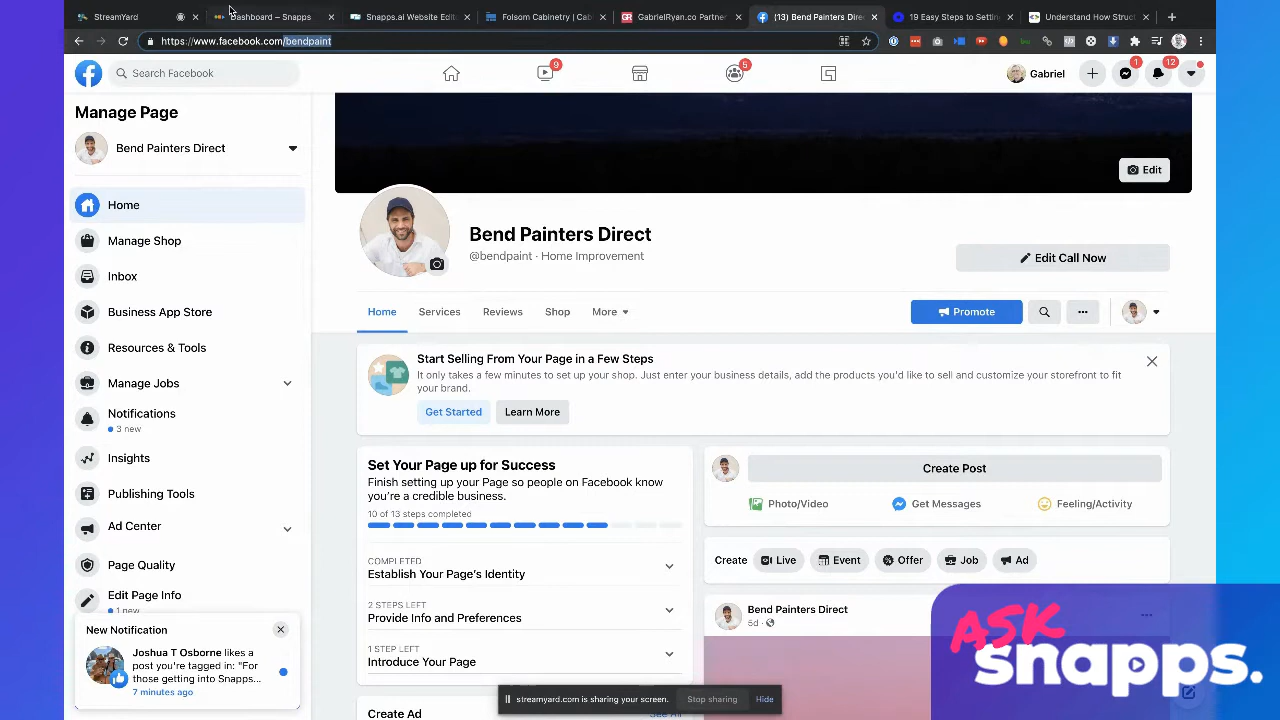 StreamYard
Dashboard – Snapps
Snapps.ai Website Edit
Folsom Cabinetry | Cab
GabrielRyan.co Partner
(13) Bend Painters Direc
19 Easy Steps to Settin
Understand How Struct
https://www.facebook.com/bendpaint
Search Facebook
9
5
Gabriel
1
12
Manage Page
Bend Painters Direct
Home
Manage Shop
Inbox
Business App Store
Resources & Tools
Manage Jobs
Notifications
3 new
Insights
Publishing Tools
Ad Center
Page Quality
Edit Page Info
1 new
New Notification
Joshua T Osborne likes a
post you're tagged in: "For
those getting into Snapps...
7 minutes ago
Edit
Bend Painters Direct
@bendpaint · Home Improvement
Edit Call Now
Home
Services
Reviews
Shop
More
Promote
Start Selling From Your Page in a Few Steps
It only takes a few minutes to set up your shop. Just enter your business details, add the products you'd like to sell and customize your storefront to fit
your brand.
Get Started
Learn More
Set Your Page up for Success
Finish setting up your Page so people on Facebook know
you're a credible business.
10 of 13 steps completed
COMPLETED
Establish Your Page's Identity
2 STEPS LEFT
Provide Info and Preferences
1 STEP LEFT
Introduce Your Page
Create Ad
See All
Create Post
Photo/Video
Get Messages
Feeling/Activity
Create
Live
Event
Offer
Job
Ad
Bend Painters Direct
5d ·
streamyard.com is sharing your screen.
Stop sharing
Hide
ASK
snapps.